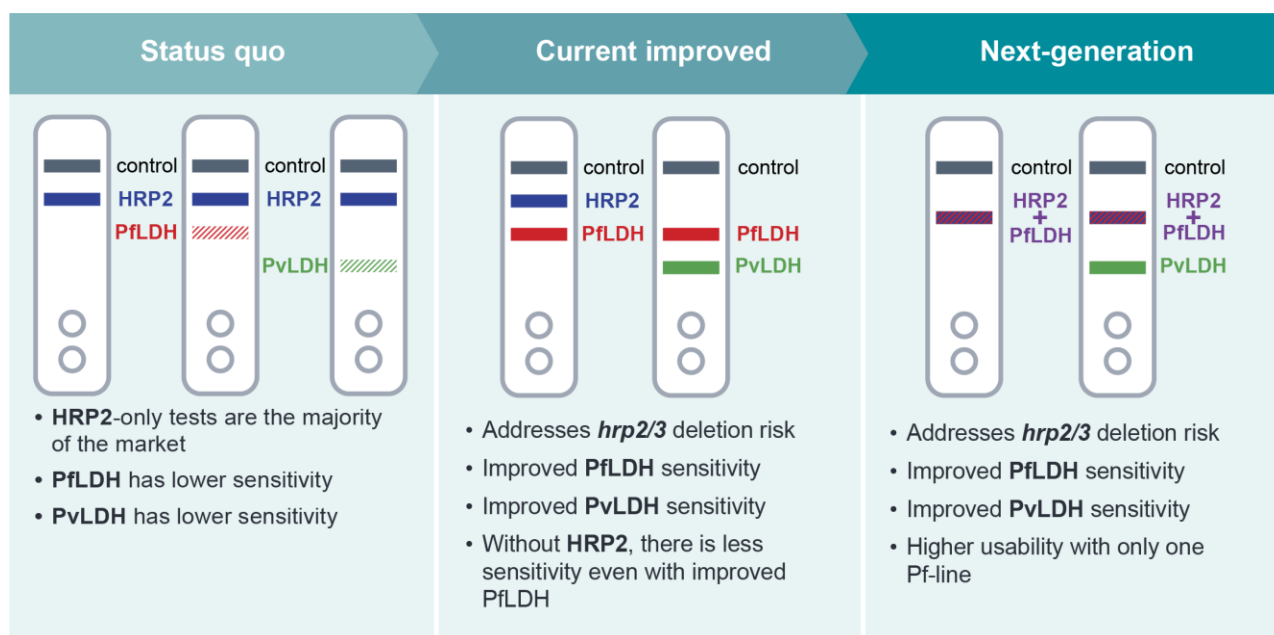 Status quo
Current improved
Next-generation
control
control
HRP2
HRP2
PfLDH
PvLDH
• HRP2-only tests are the majority
of the market
• PfLDH has lower sensitivity
• PvLDH has lower sensitivity
control
control
HRP2
PfLDH
PfLDH
PvLDH
• Addresses hrp2/3 deletion risk
• Improved PfLDH sensitivity
• Improved PvLDH sensitivity
• Without HRP2, there is less
sensitivity even with improved
PfLDH
control
control
HRP2
+
PfLDH
HRP2
+
PfLDH
PvLDH
• Addresses hrp2/3 deletion risk
• Improved PfLDH sensitivity
• Improved PvLDH sensitivity
• Higher usability with only one
Pf-line